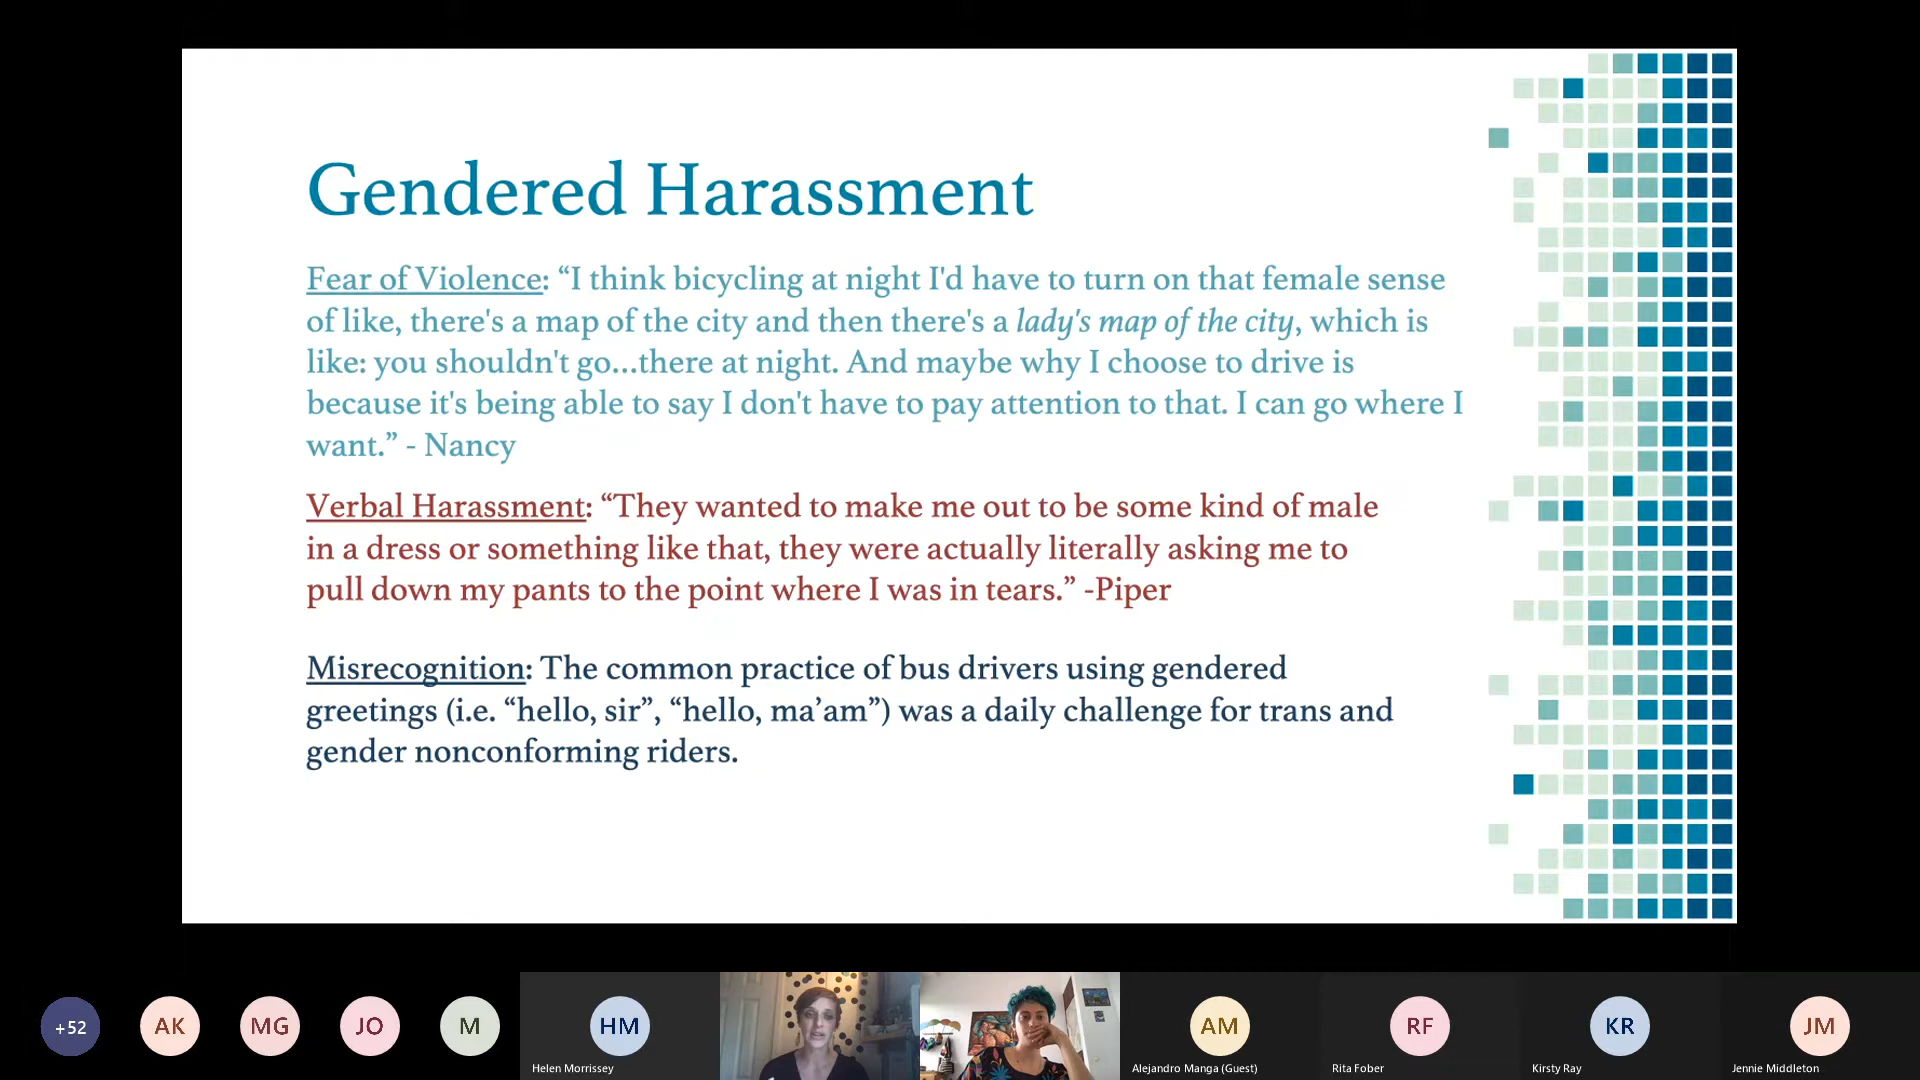 Gendered Harassment
Fear of Violence: “I think bicycling at night I'd have to turn on that female sense
of like, there's a map of the city and then there's a lady's map of the city, which is
like: you shouldn't go...there at night. And maybe why I choose to drive is
because it's being able to say I don't have to pay attention to that. I can go where I
want.” - Nancy
Verbal Harassment: “They wanted to make me out to be some kind of male
in a dress or something like that, they were actually literally asking me to
pull down my pants to the point where I was in tears.” -Piper
Misrecognition: The common practice of bus drivers using gendered
greetings (i.e. “hello, sir”, “hello, ma’am”) was a daily challenge for trans and
gender nonconforming riders.
+52
AK
MG
JO
M
HM
Helen Morrissey
AM
Alejandro Manga (Guest)
RF
Rita Fober
KR
Kirsty Ray
JM
Jennie Middleton